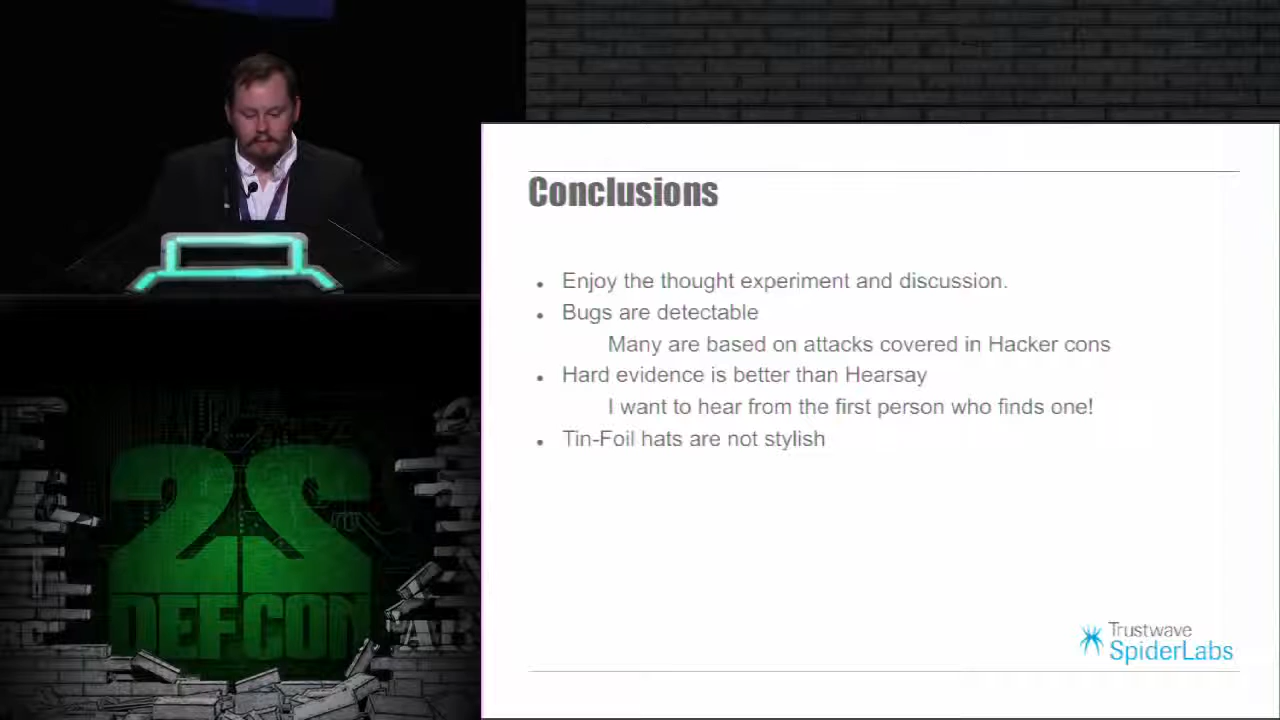 Conclusions
Enjoy the thought experiment and discussion.
Bugs are detectable
Many are based on attacks covered in Hacker cons
Hard evidence is better than Hearsay
I want to hear from the first person who finds one!
Tin-Foil hats are not stylish
Trustwave
SpiderLabs
22
DEFCON